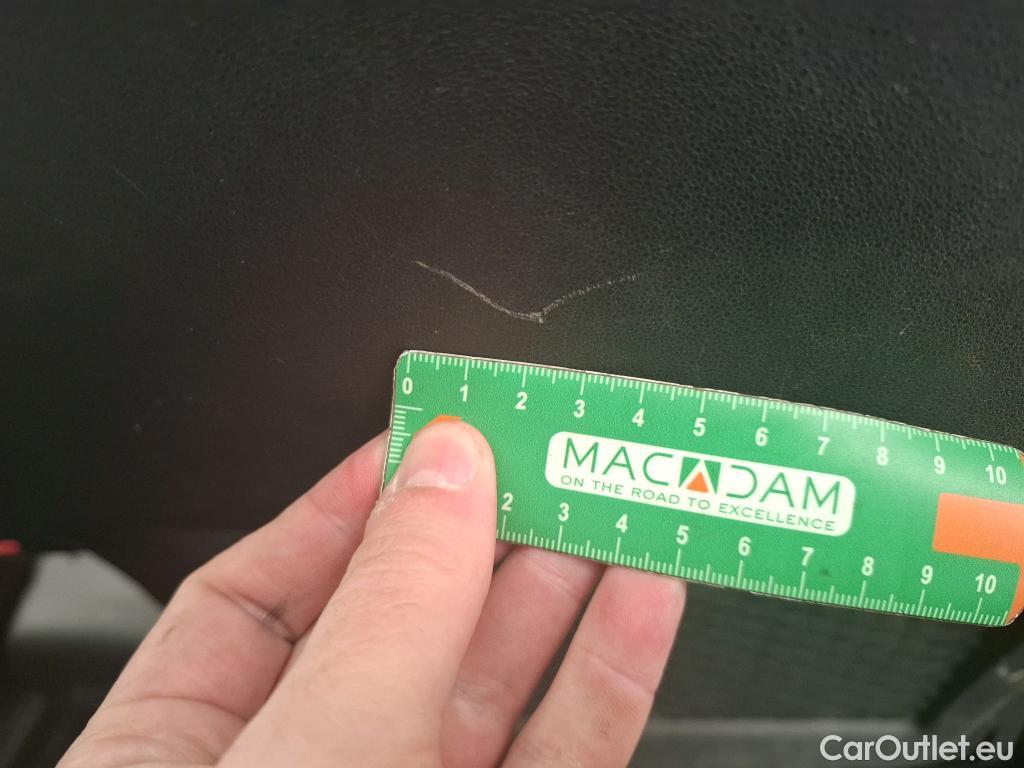 0 1 2 3 4 5 6 7 8 9 10
MACADAM
ON THE ROAD TO EXCELLENCE
2 3 4 5 6 7 8 9 10
CarOutlet.eu